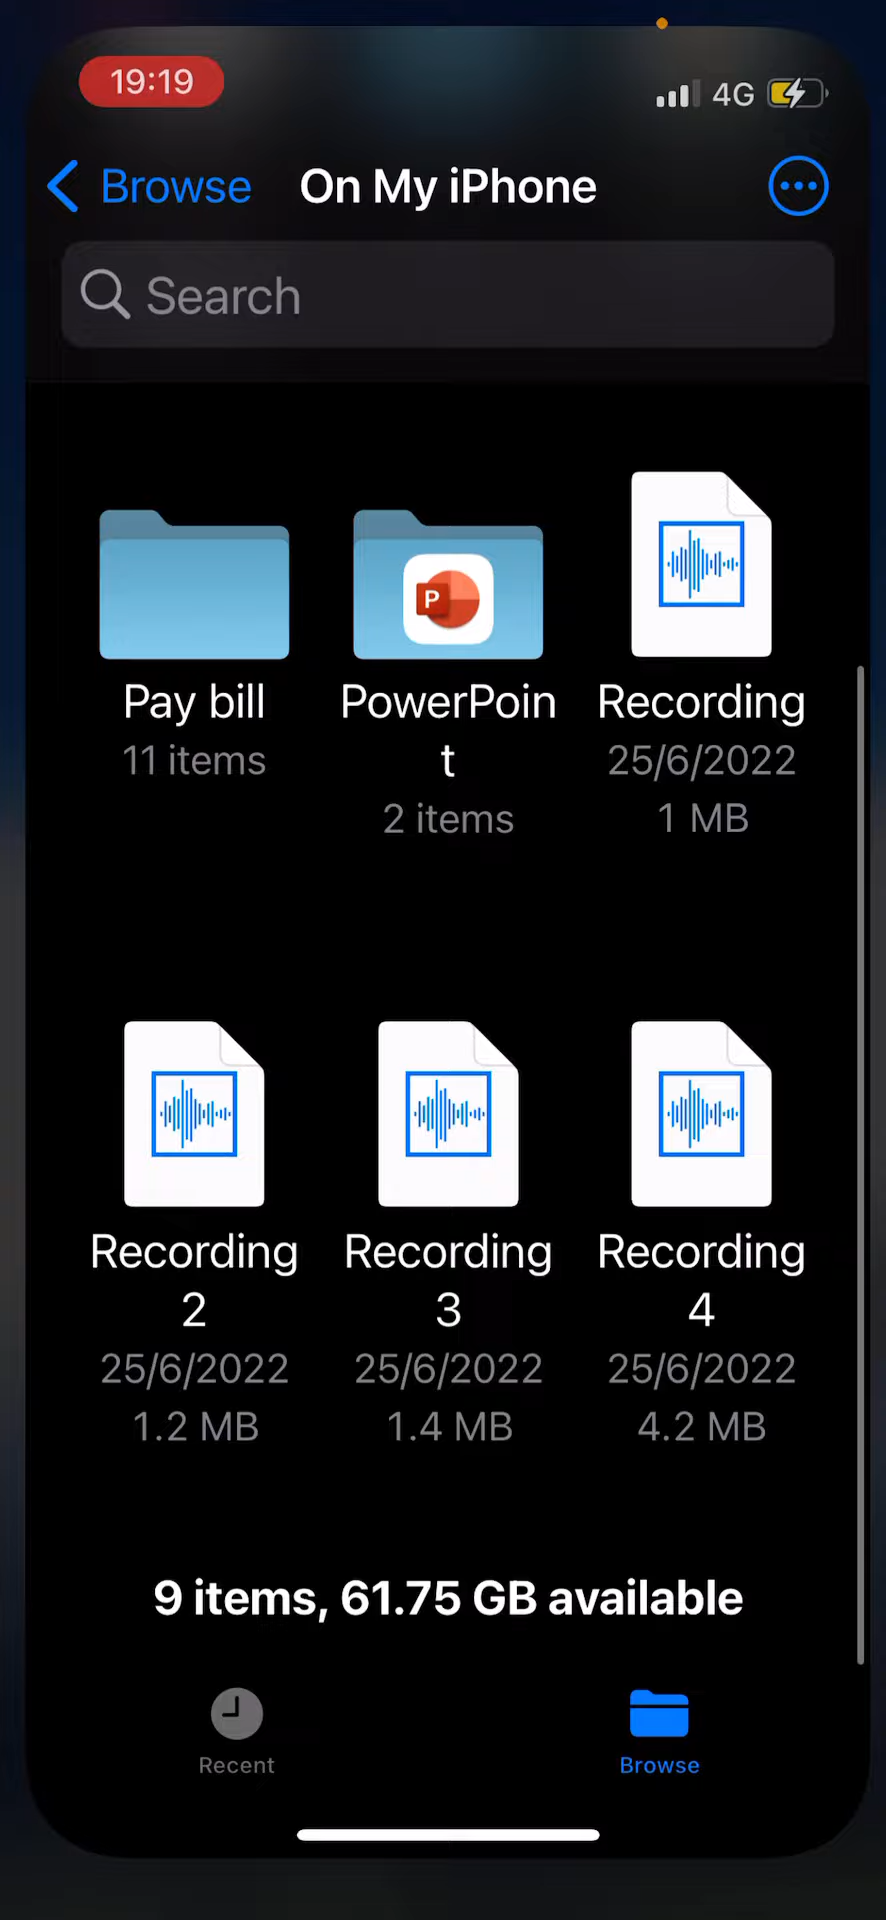 19:19
4G
Browse
On My iPhone
Search
Pay bill
11 items
PowerPoin
t
2 items
P
Recording
25/6/2022
1 MB
Recording
2
25/6/2022
1.2 MB
Recording
3
25/6/2022
1.4 MB
Recording
4
25/6/2022
4.2 MB
9 items, 61.75 GB available
Recent
Browse